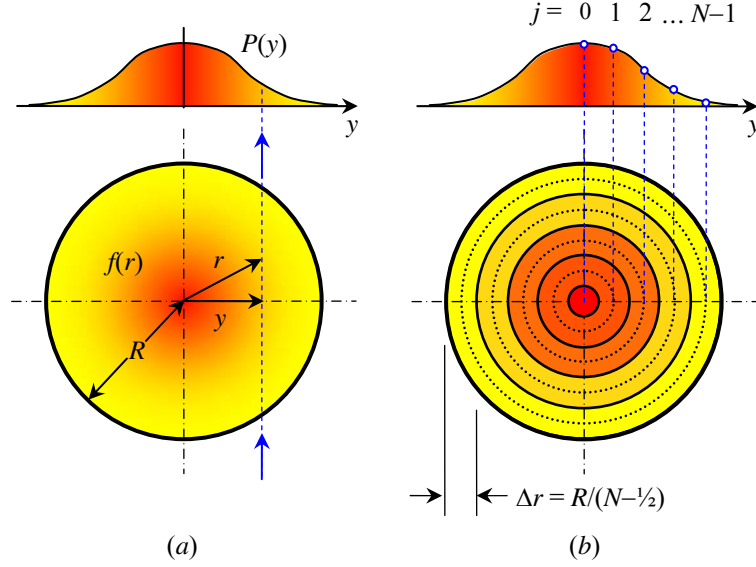 P(y)
y
f(r)
r
y
R
(a)
j = 0 1 2 ... N–1
y
Δr = R/(N–½)
(b)